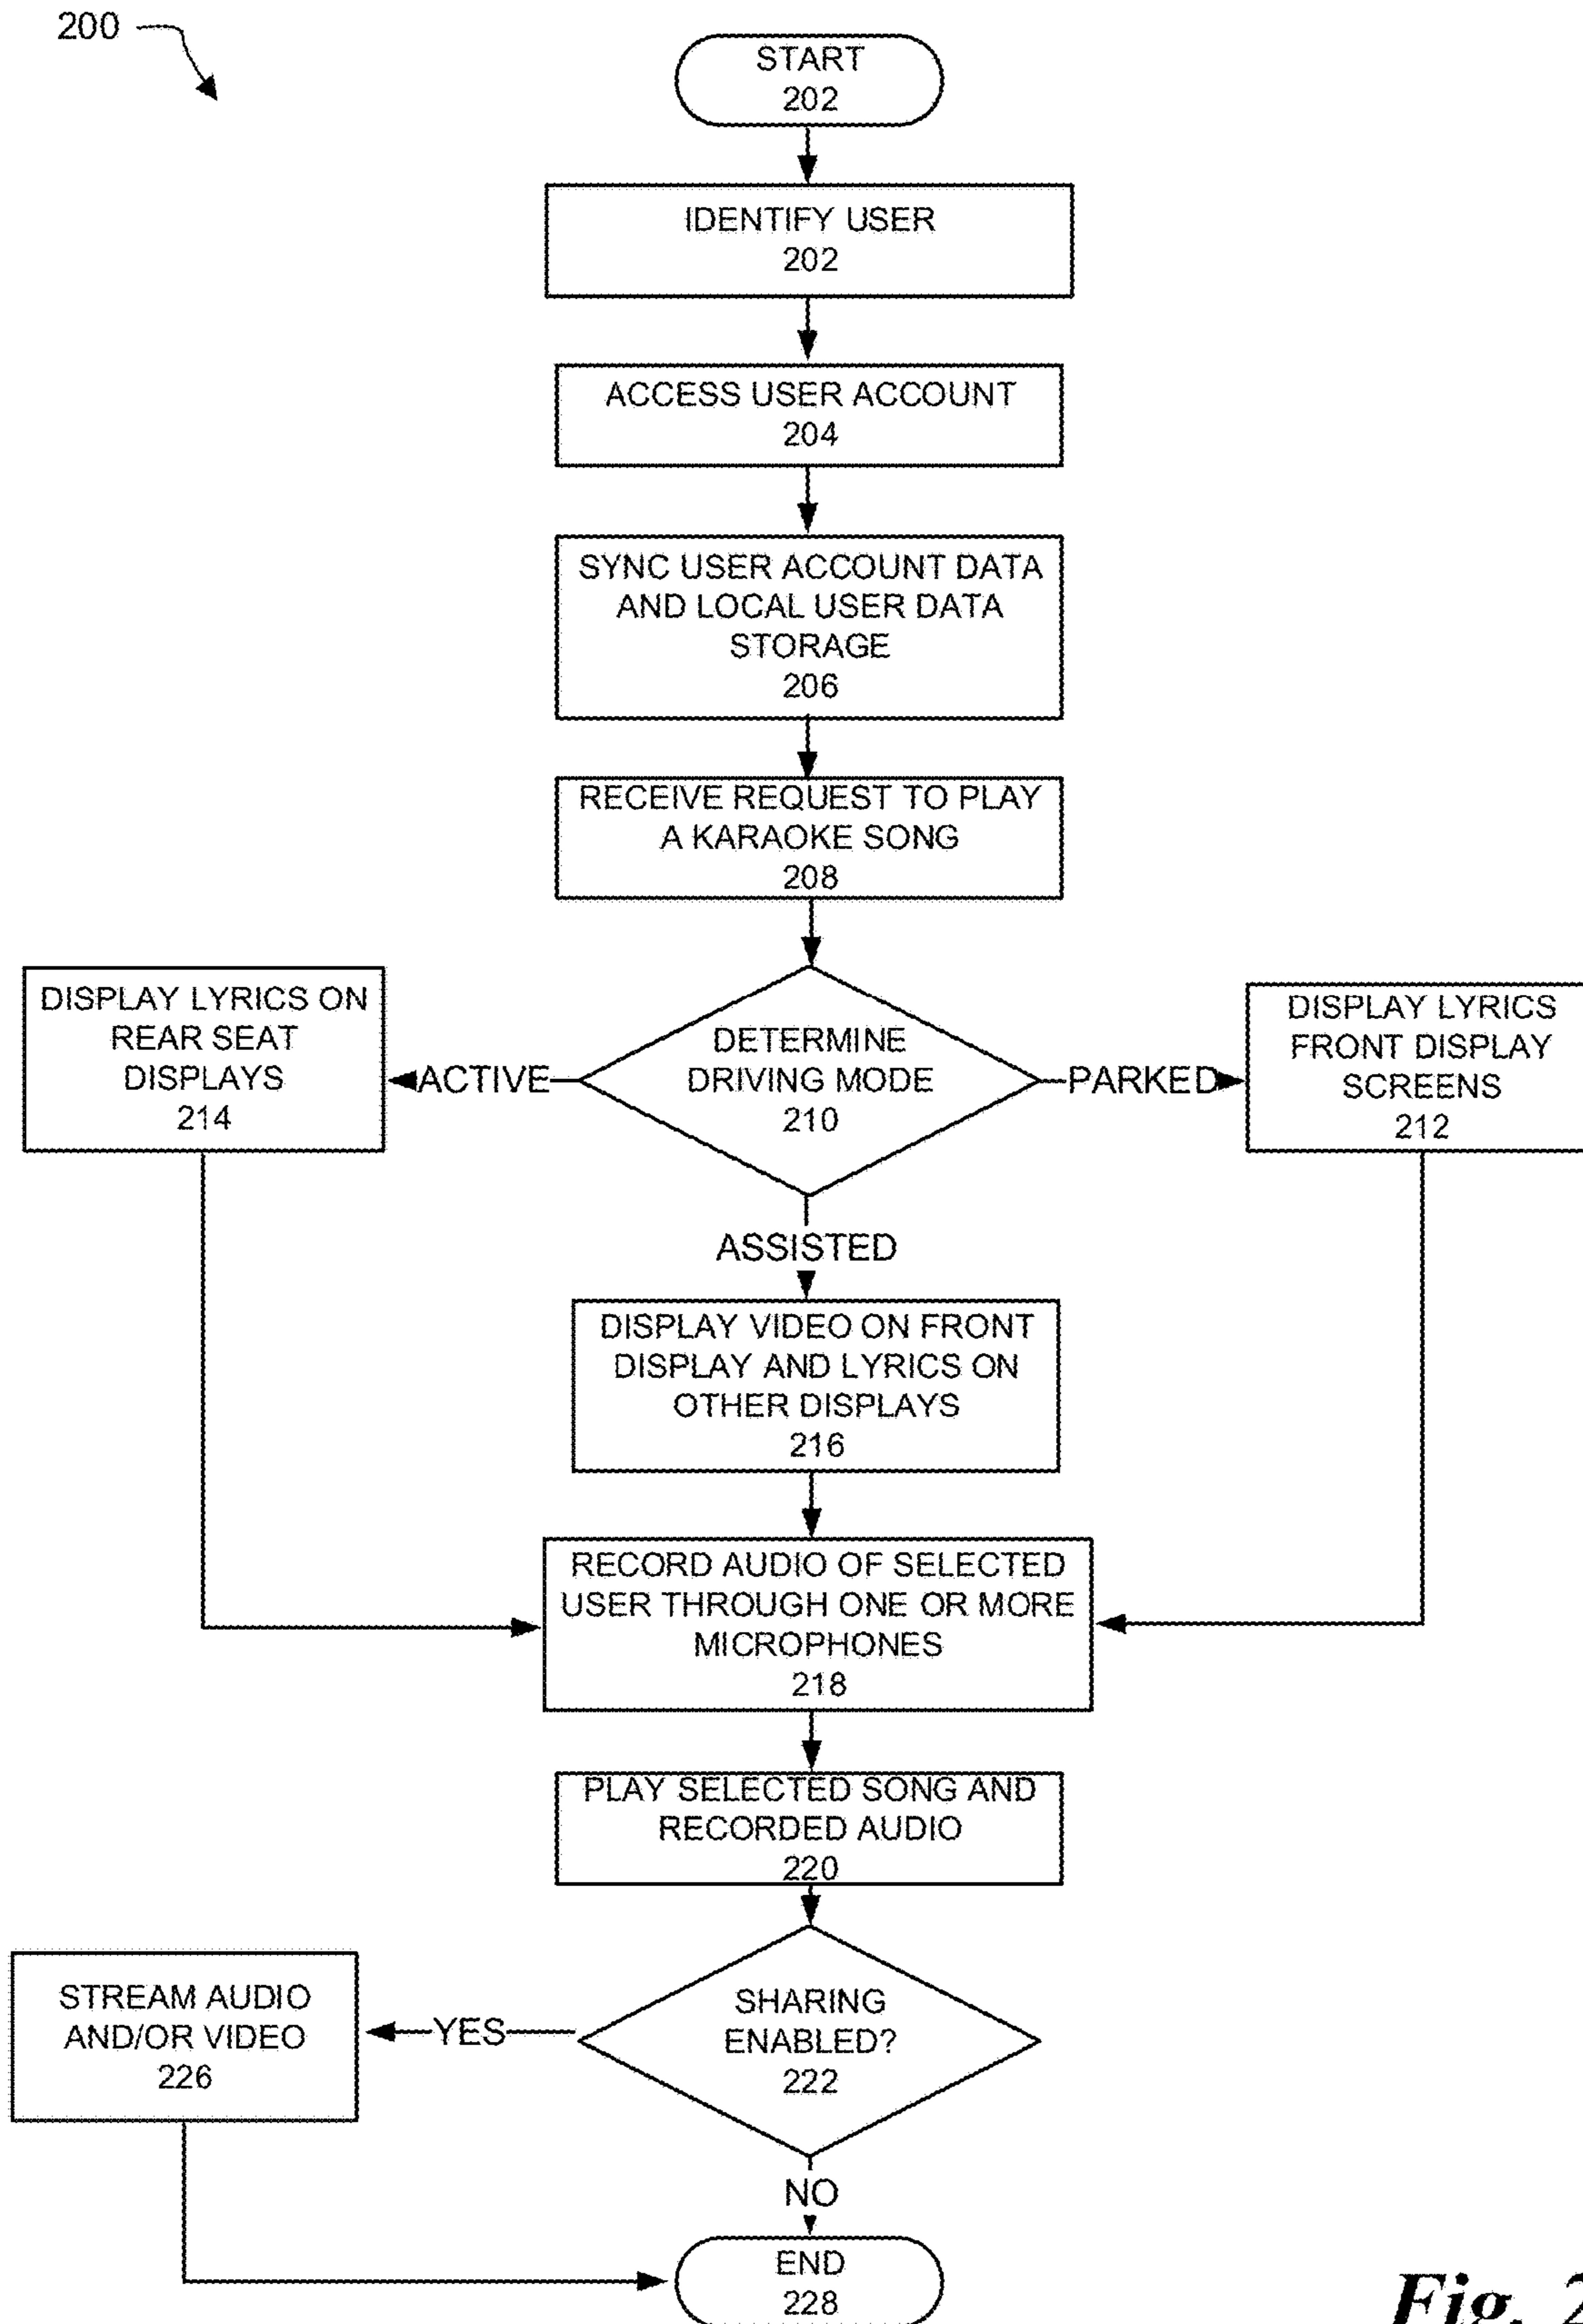 200
START
202
IDENTIFY USER
202
ACCESS USER ACCOUNT
204
SYNC USER ACCOUNT DATA
AND LOCAL USER DATA
STORAGE
206
RECEIVE REQUEST TO PLAY
A KARAOKE SONG
208
DISPLAY LYRICS ON
REAR SEAT
DISPLAYS
214
ACTIVE
DETERMINE
DRIVING MODE
210
PARKED
DISPLAY LYRICS
FRONT DISPLAY
SCREENS
212
ASSISTED
DISPLAY VIDEO ON FRONT
DISPLAY AND LYRICS ON
OTHER DISPLAYS
216
RECORD AUDIO OF SELECTED
USER THROUGH ONE OR MORE
MICROPHONES
218
PLAY SELECTED SONG AND
RECORDED AUDIO
220
STREAM AUDIO
AND/OR VIDEO
226
YES
SHARING
ENABLED?
222
NO
END
228
Fig. 2